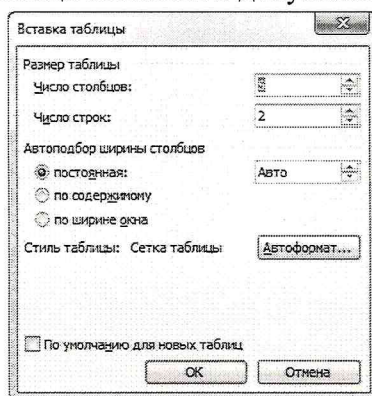 Вставка таблицы
Размер таблицы
Число столбцов:
Число строк: 2
Автоподбор ширины столбцов
постоянная: Авто
по содержимому
по ширине окна
Стиль таблицы: Сетка таблицы Автоформат...
По умолчанию для новых таблиц
ОК Отмена